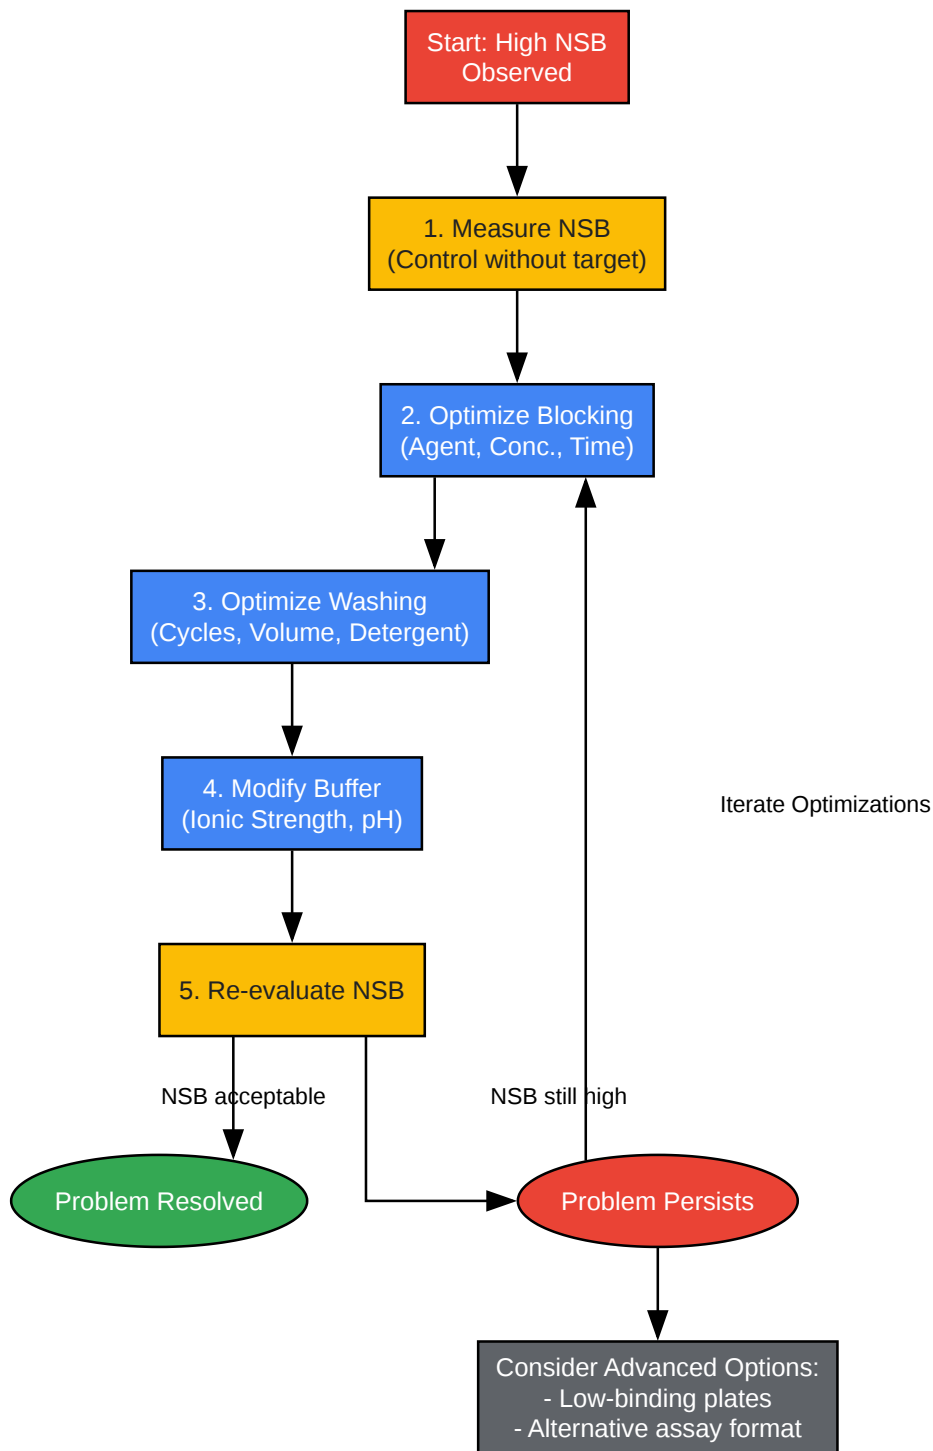 Start: High NSB
Observed
1. Measure NSB
(Control without target)
2. Optimize Blocking
(Agent, Conc., Time)
3. Optimize Washing
(Cycles, Volume, Detergent)
4. Modify Buffer
(Ionic Strength, pH)
Iterate Optimizations
5. Re-evaluate NSB
NSB acceptable
NSB still high
Problem Resolved
Problem Persists
Consider Advanced Options:
- Low-binding plates
- Alternative assay format